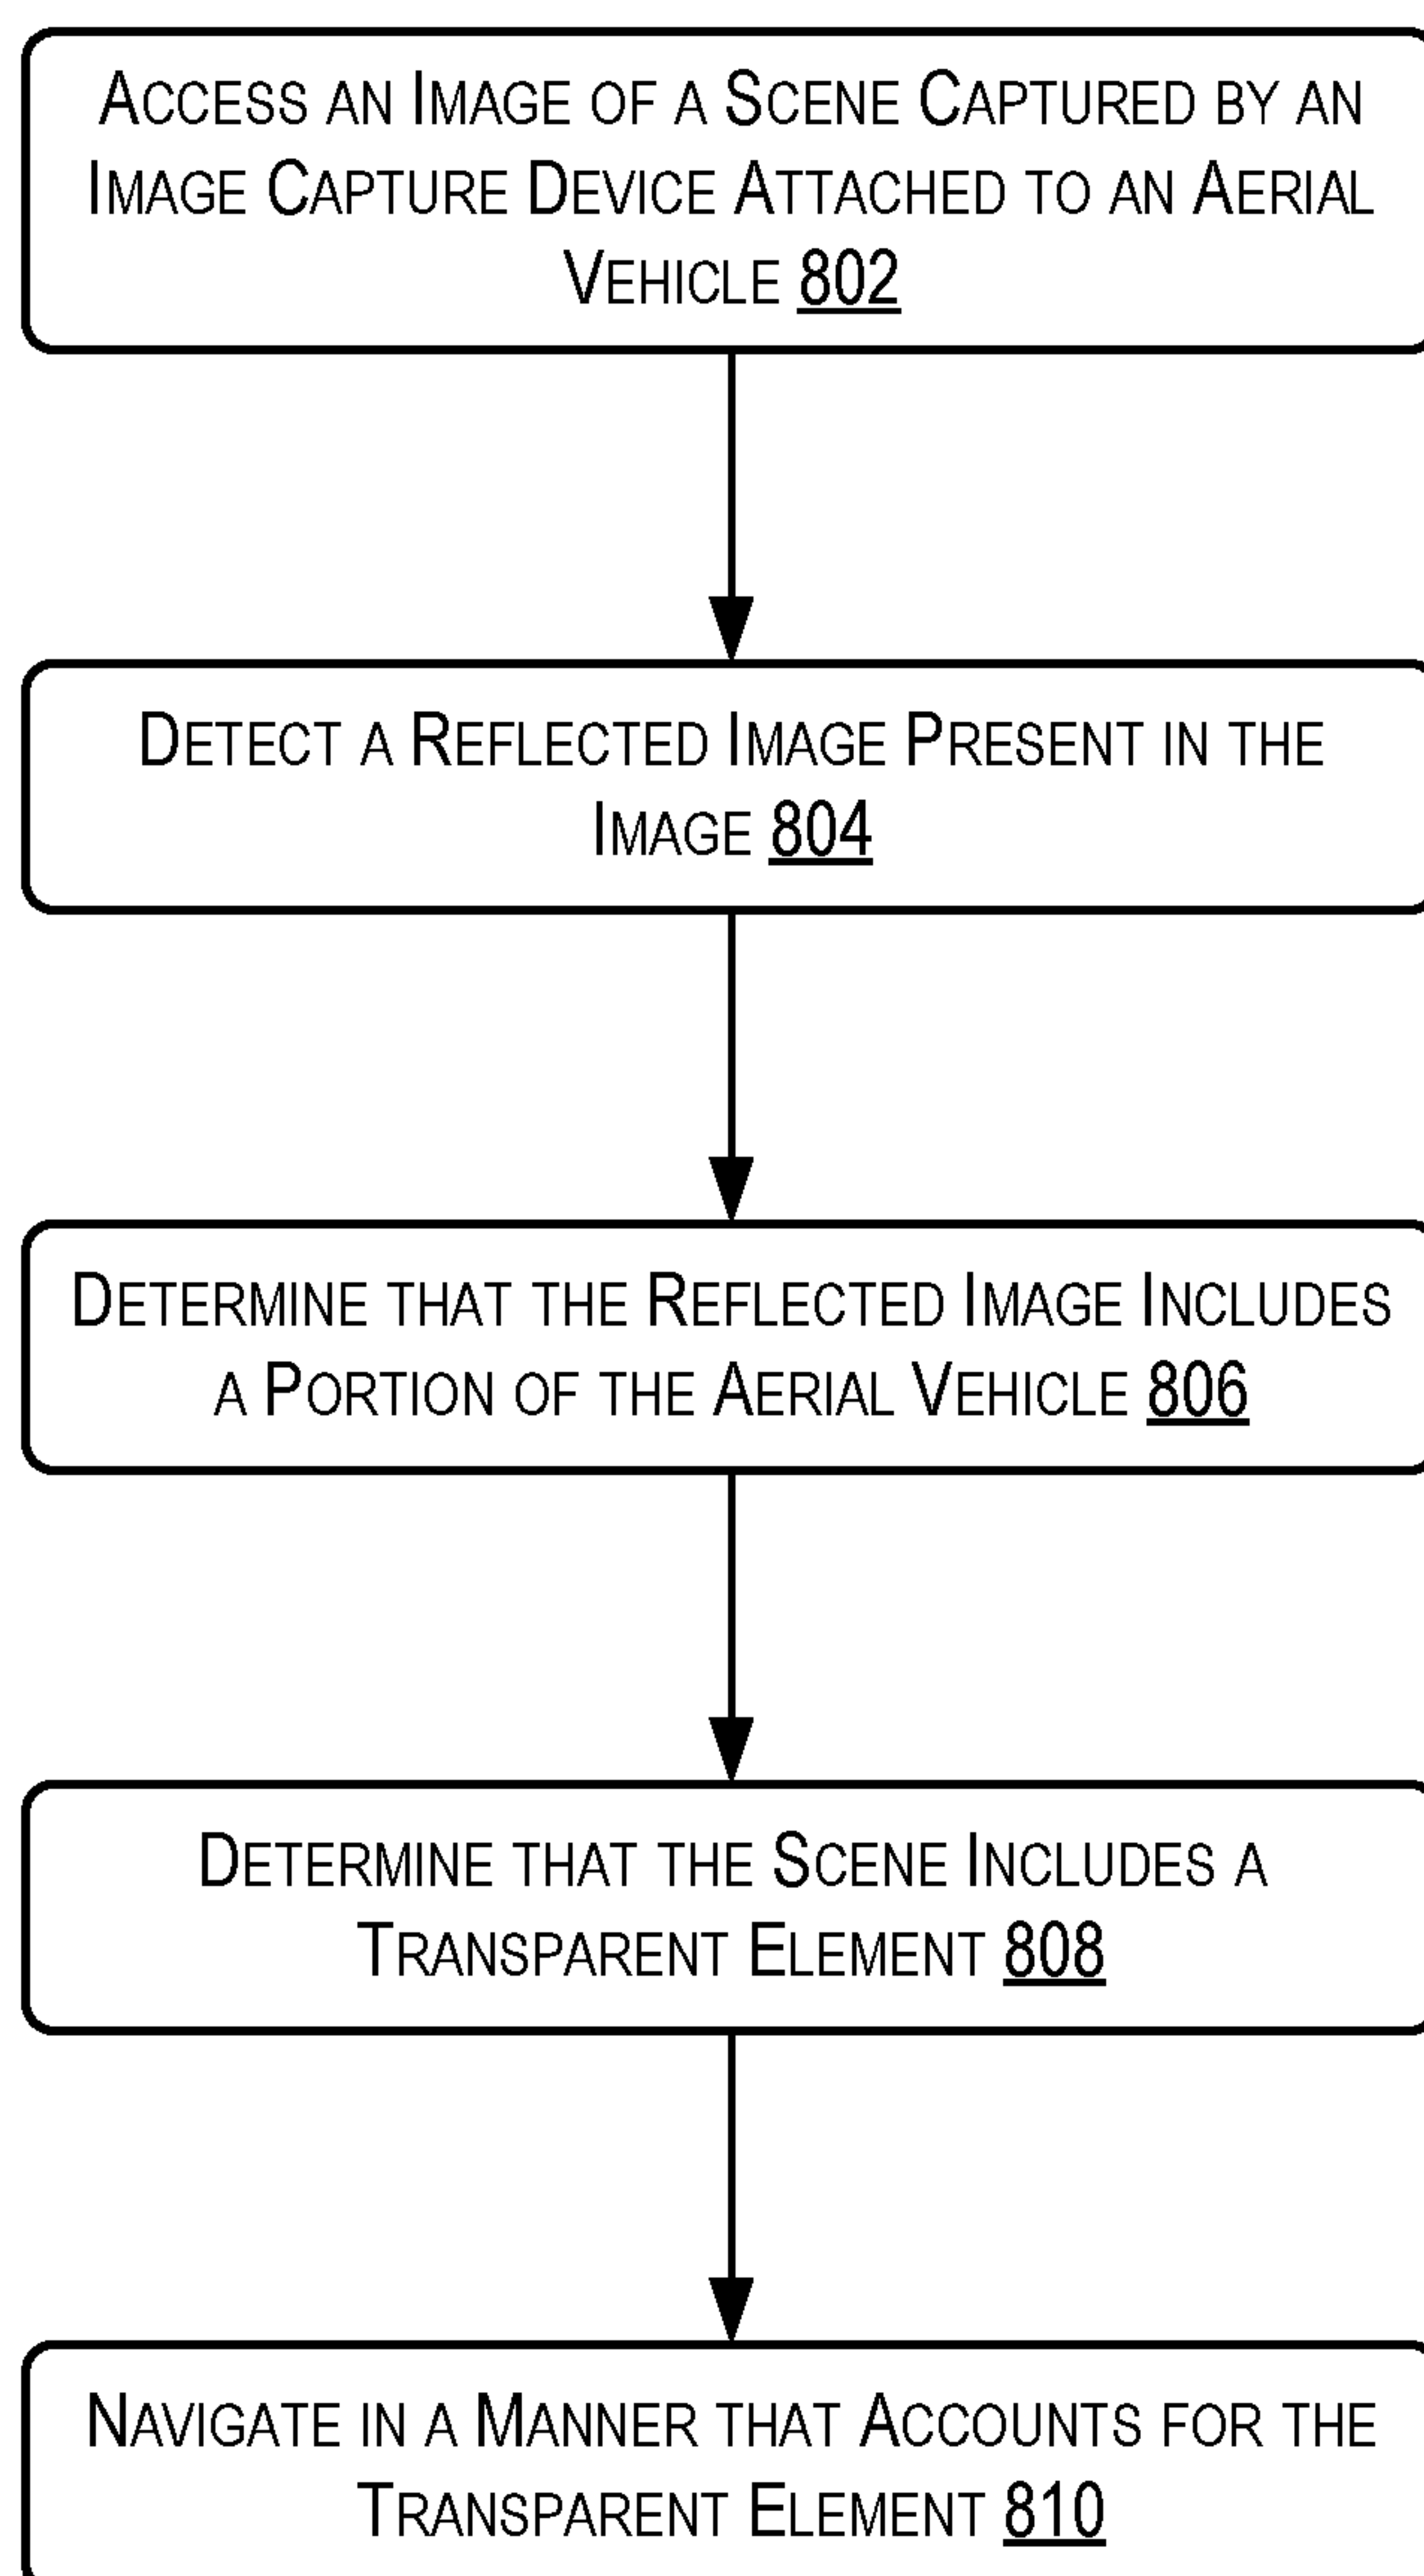 Access an Image of a Scene Captured by an
Image Capture Device Attached to an Aerial
Vehicle 802
Detect a Reflected Image Present in the
Image 804
Determine that the Reflected Image Includes
a Portion of the Aerial Vehicle 806
Determine that the Scene Includes a
Transparent Element 808
Navigate in a Manner that Accounts for the
Transparent Element 810